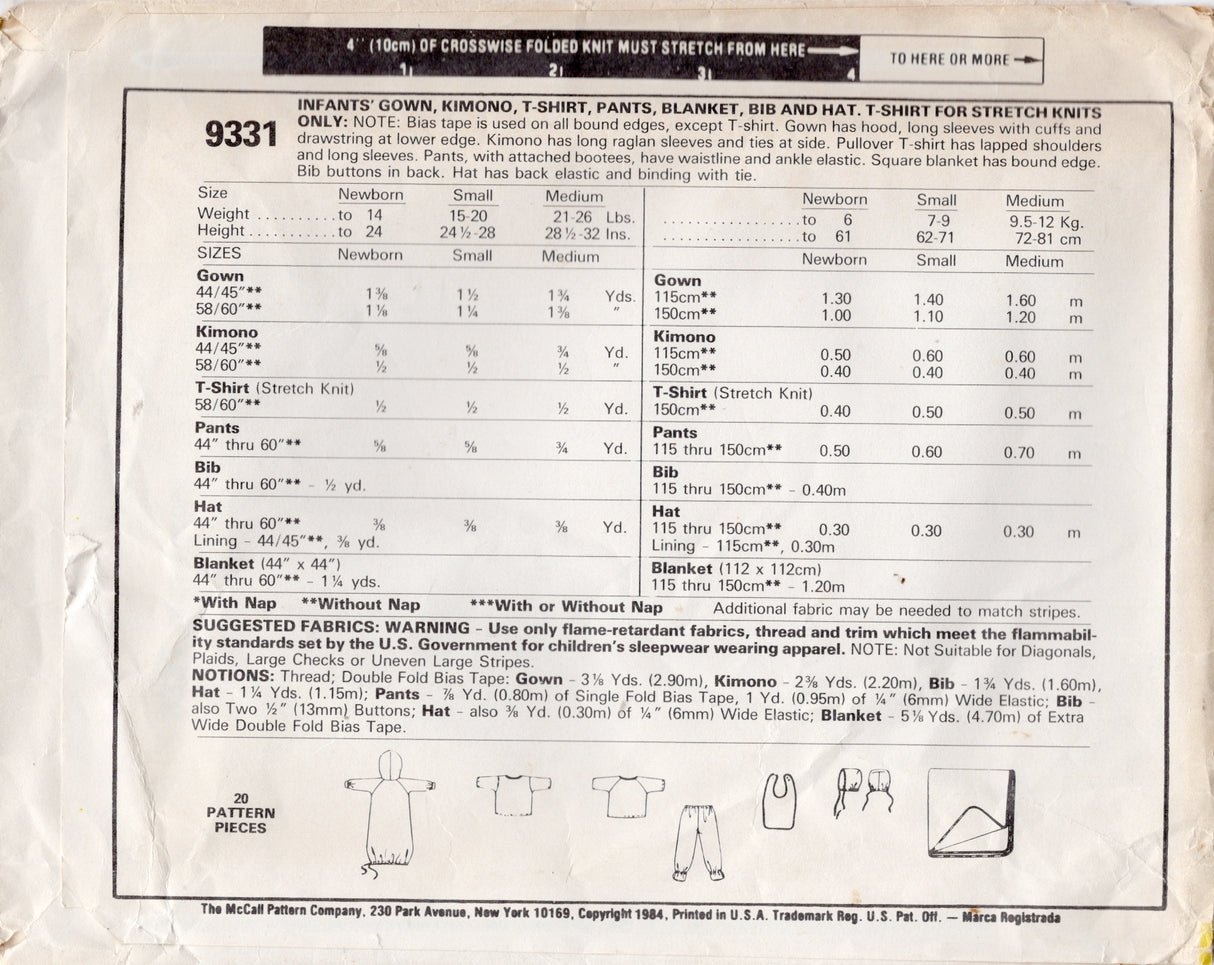 4'' (10cm) OF CROSSWISE FOLDED KNIT MUST STRETCH FROM HERE
TO HERE OR MORE
1 2 3 4
9331
INFANTS' GOWN, KIMONO, T-SHIRT, PANTS, BLANKET, BIB AND HAT. T-SHIRT FOR STRETCH KNITS
ONLY: NOTE: Bias tape is used on all bound edges, except T-shirt. Gown has hood, long sleeves with cuffs and
drawstring at lower edge. Kimono has long raglan sleeves and ties at side. Pullover T-shirt has lapped shoulders
and long sleeves. Pants, with attached bootees, have waistline and ankle elastic. Square blanket has bound edge.
Bib buttons in back. Hat has back elastic and binding with tie.
Size Newborn Small Medium
Weight .......... to 14 15-20 21-26 Lbs.
Height ........... to 24 24 ½-28 28 ½-32 Ins.
SIZES Newborn Small Medium
Gown
44/45"** 1 ⅜ 1 ½ 1 ¾ Yds.
58/60"** 1 ⅛ 1 ¼ 1 ⅜ "
Kimono
44/45"** ⅝ ⅝ ¾ Yd.
58/60"** ½ ½ ½ "
T-Shirt (Stretch Knit)
58/60"** ½ ½ ½ Yd.
Pants
44" thru 60"** ⅝ ⅝ ¾ Yd.
Bib
44" thru 60"** - ½ yd.
Hat
44" thru 60"** ⅜ ⅜ ⅜ Yd.
Lining - 44/45"**, ⅜ yd.
Blanket (44" x 44")
44" thru 60"** - 1 ¼ yds.
Newborn Small Medium
................. to 6 7-9 9.5-12 Kg.
................. to 61 62-71 72-81 cm
Newborn Small Medium
Gown
115cm** 1.30 1.40 1.60 m
150cm** 1.00 1.10 1.20 m
Kimono
115cm** 0.50 0.60 0.60 m
150cm** 0.40 0.40 0.40 m
T-Shirt (Stretch Knit)
150cm** 0.40 0.50 0.50 m
Pants
115 thru 150cm** 0.50 0.60 0.70 m
Bib
115 thru 150cm** - 0.40m
Hat
115 thru 150cm** 0.30 0.30 0.30 m
Lining - 115cm**, 0.30m
Blanket (112 x 112cm)
115 thru 150cm** - 1.20m
*With Nap **Without Nap ***With or Without Nap Additional fabric may be needed to match stripes.
SUGGESTED FABRICS: WARNING - Use only flame-retardant fabrics, thread and trim which meet the flammabil-
ity standards set by the U.S. Government for children's sleepwear wearing apparel. NOTE: Not Suitable for Diagonals,
Plaids, Large Checks or Uneven Large Stripes.
NOTIONS: Thread; Double Fold Bias Tape: Gown - 3⅛ Yds. (2.90m), Kimono - 2⅜ Yds. (2.20m), Bib - 1¾ Yds. (1.60m),
Hat - 1¼ Yds. (1.15m); Pants - ⅞ Yd. (0.80m) of Single Fold Bias Tape, 1 Yd. (0.95m) of ¼" (6mm) Wide Elastic; Bib -
also Two ½" (13mm) Buttons; Hat - also ⅜ Yd. (0.30m) of ¼" (6mm) Wide Elastic; Blanket - 5⅛ Yds. (4.70m) of Extra
Wide Double Fold Bias Tape.
20
PATTERN
PIECES
The McCall Pattern Company, 230 Park Avenue, New York 10169, Copyright 1984, Printed in U.S.A. Trademark Reg. U.S. Pat. Off. — Marca Registrada